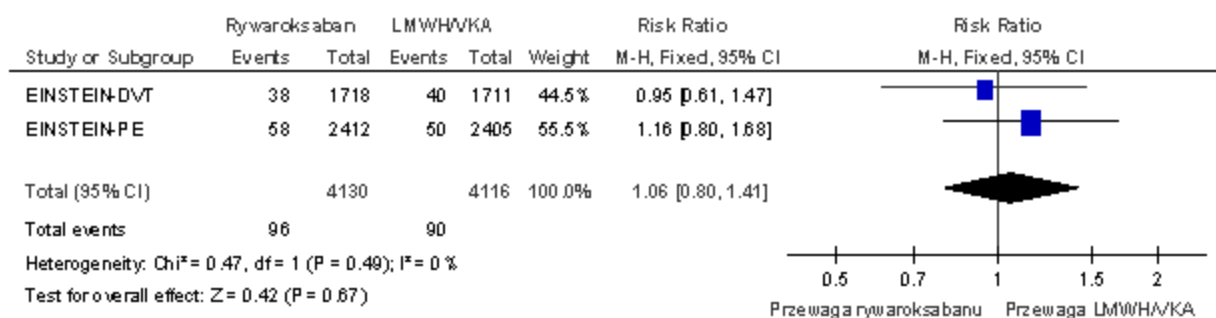 Rywaroksaban LMWH/VKA Risk Ratio Risk Ratio
Study or Subgroup Events Total Events Total Weight M-H, Fixed, 95% CI M-H, Fixed, 95% CI
EINSTEIN-DVT 38 1718 40 1711 44.5% 0.95 [0.61, 1.47]
EINSTEIN-PE 58 2412 50 2405 55.5% 1.16 [0.80, 1.68]
Total (95% CI) 4130 4116 100.0% 1.06 [0.80, 1.41]
Total events 96 90
Heterogeneity: Chi² = 0.47, df = 1 (P = 0.49); I² = 0%
Test for overall effect: Z = 0.42 (P = 0.67)
0.5 0.7 1 1.5 2
Przewaga rywaroksabanu Przewaga LMWH/VKA